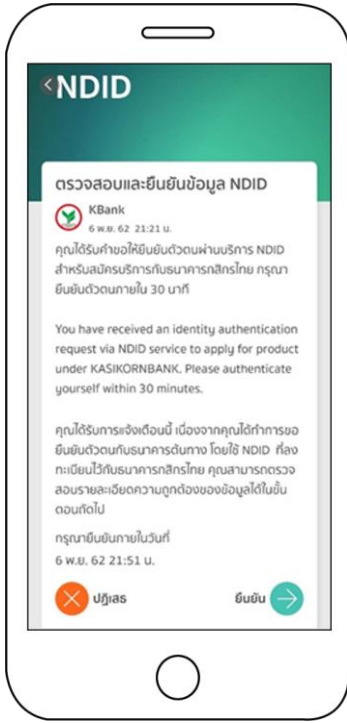 NDID
ตรวจสอบและยืนยันข้อมูล NDID
KBank
6 พ.ย. 62 21:21 น.
คุณได้รับคำขอให้ยืนยันตัวตนผ่านบริการ NDID
สำหรับสมัครบริการกับธนาคารกสิกรไทย กรุณา
ยืนยันตัวตนภายใน 30 นาที
You have received an identity authentication
request via NDID service to apply for product
under KASIKORNBANK. Please authenticate
yourself within 30 minutes.
คุณได้รับการแจ้งเตือนนี้ เนื่องจากคุณได้ทำการขอ
ยืนยันตัวตนกับธนาคารต้นทาง โดยใช้ NDID ที่ลง
ทะเบียนไว้กับธนาคารกสิกรไทย คุณสามารถตรวจ
สอบรายละเอียดความถูกต้องของข้อมูลได้ในขั้น
ตอนถัดไป
กรุณายืนยันภายในวันที่
6 พ.ย. 62 21:51 น.
ปฏิเสธ ยืนยัน